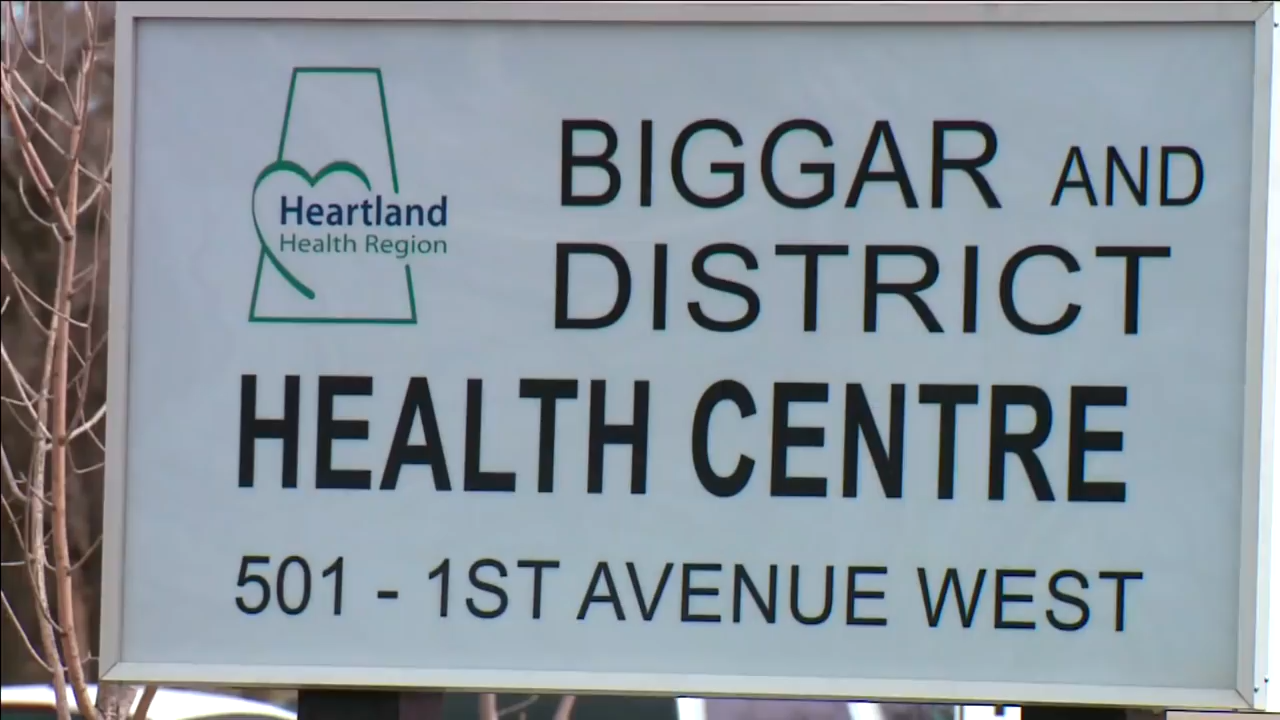 Heartland
Health Region
BIGGAR AND
DISTRICT
HEALTH CENTRE
501 - 1ST AVENUE WEST